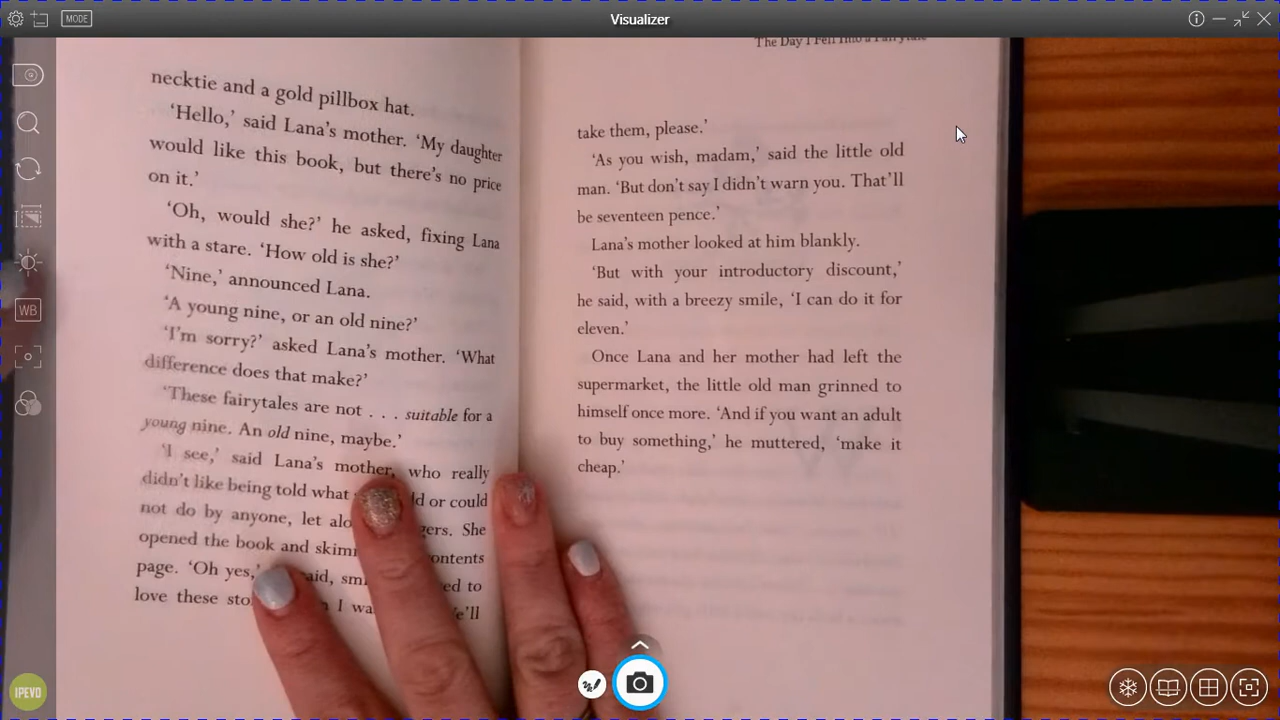 MODE
Visualizer
WB
IPEVO
necktie and a gold pillbox hat.
‘Hello,’ said Lana’s mother. ‘My daughter
would like this book, but there’s no price
on it.’
‘Oh, would she?’ he asked, fixing Lana
with a stare. ‘How old is she?’
‘Nine,’ announced Lana.
‘A young nine, or an old nine?’
‘I’m sorry?’ asked Lana’s mother. ‘What
difference does that make?’
‘These fairytales are not . . . suitable for a
young nine. An old nine, maybe.’
‘I see,’ said Lana’s mother, who really
didn’t like being told what or could
not do by anyone, let She
opened the book and
page. ‘Oh yes,’ to
love these I
The Day I Fell Into a Fairytale
take them, please.’
‘As you wish, madam,’ said the little old
man. ‘But don’t say I didn’t warn you. That’ll
be seventeen pence.’
Lana’s mother looked at him blankly.
‘But with your introductory discount,’
he said, with a breezy smile, ‘I can do it for
eleven.’
Once Lana and her mother had left the
supermarket, the little old man grinned to
himself once more. ‘And if you want an adult
to buy something,’ he muttered, ‘make it
cheap.’